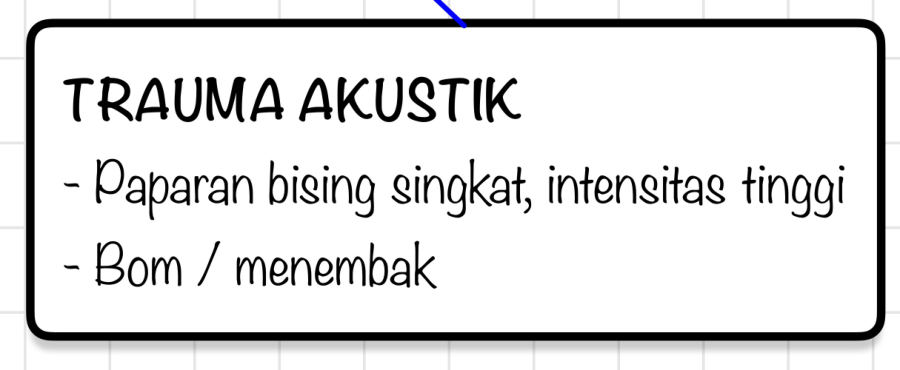 TRAUMA AKUSTIK
- Paparan bising singkat, intensitas tinggi
- Bom / menembak